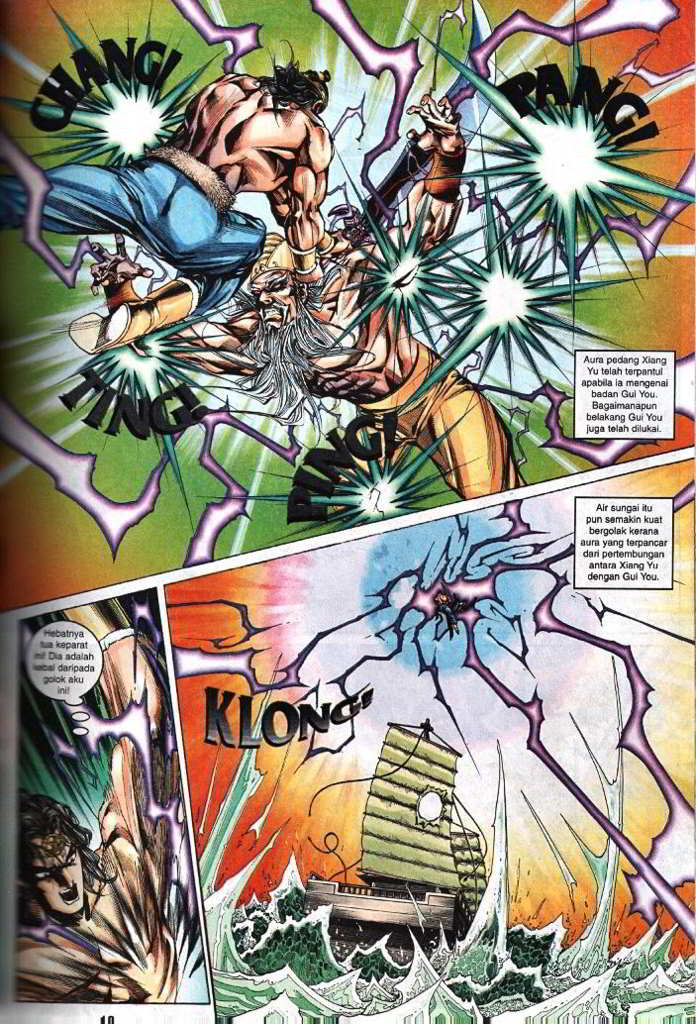 CHANG!
PANG!
TING!
PING!
Aura pedang Xiang
Yu telah terpantul
apabila ia mengenai
badan Gui You.
Bagaimanapun
belakang Gui You
juga telah dilukai.
Air sungai itu
pun semakin kuat
bergolak kerana
aura yang terpancar
dari pertembungan
antara Xiang Yu
dengan Gui You.
Hebatnya
tua keparat
ini! Dia adalah
kebal daripada
golok aku
ini!
KLONG!